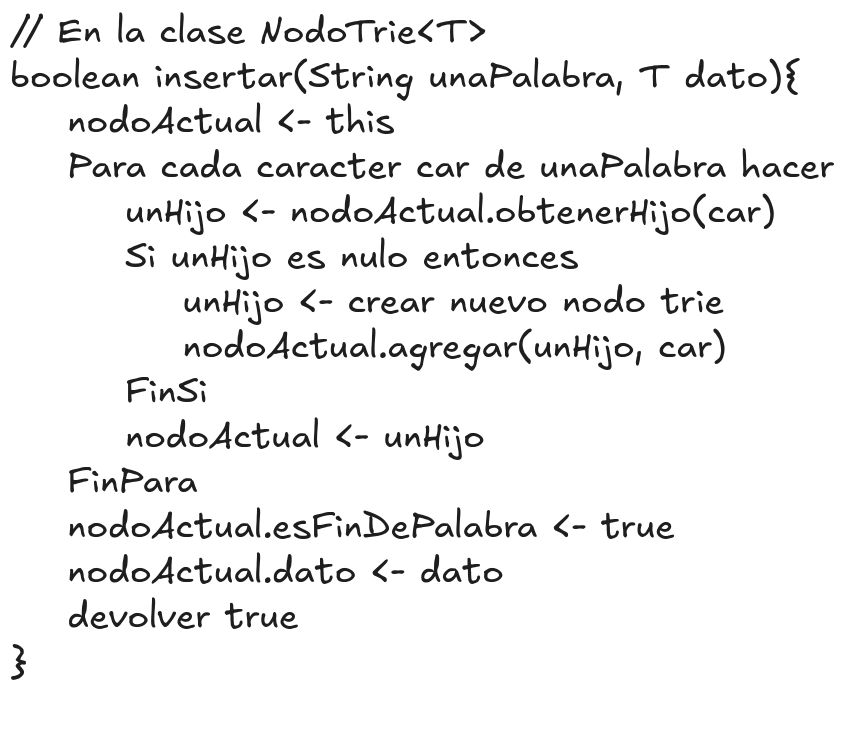 // En la clase NodoTrie<T>
boolean insertar(String unaPalabra, T dato){
nodoActual <- this
Para cada caracter car de unaPalabra hacer
unHijo <- nodoActual.obtenerHijo(car)
Si unHijo es nulo entonces
unHijo <- crear nuevo nodo trie
nodoActual.agregar(unHijo, car)
FinSi
nodoActual <- unHijo
FinPara
nodoActual.esFinDePalabra <- true
nodoActual.dato <- dato
devolver true
}